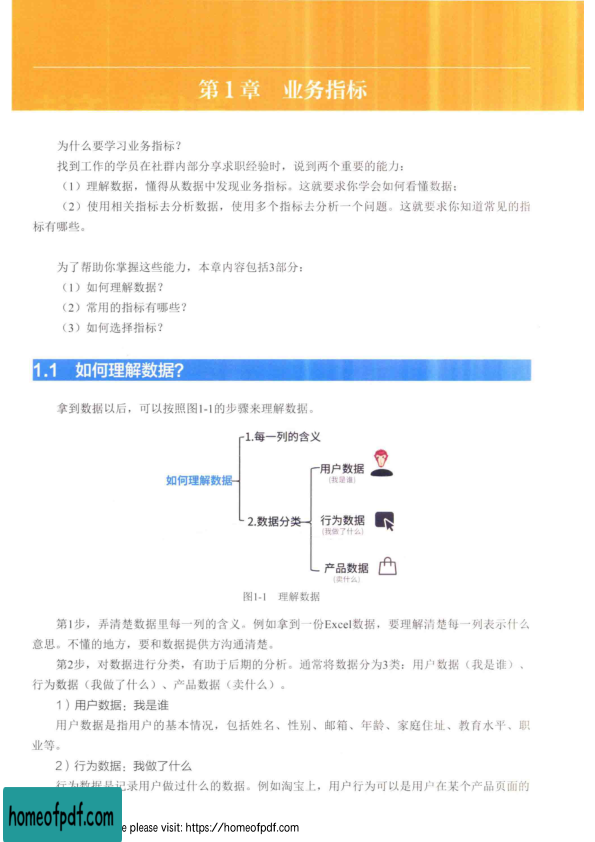 第1章 业务指标
为什么要学习业务指标?
找到工作的学员在社群内部分享求职经验时，说到两个重要的能力：
（1）理解数据，懂得从数据中发现业务指标。这就要求你学会如何看懂数据；
（2）使用相关指标去分析数据，使用多个指标去分析一个问题。这就要求你知道常见的指
标有哪些。
为了帮助你掌握这些能力，本章内容包括3部分：
（1）如何理解数据?
（2）常用的指标有哪些?
（3）如何选择指标?
1.1 如何理解数据?
拿到数据以后，可以按照图1-1的步骤来理解数据。
1.每一列的含义
用户数据
(我是谁)
如何理解数据
2.数据分类
行为数据
(我做了什么)
产品数据
(卖什么)
图1-1 理解数据
第1步，弄清楚数据里每一列的含义。例如拿到一份Excel数据，要理解清楚每一列表示什么
意思。不懂的地方，要和数据提供方沟通清楚。
第2步，对数据进行分类，有助于后期的分析。通常将数据分为3类：用户数据（我是谁）、
行为数据（我做了什么）、产品数据（卖什么）。
1）用户数据：我是谁
用户数据是指用户的基本情况，包括姓名、性别、邮箱、年龄、家庭住址、教育水平、职
业等。
2）行为数据：我做了什么
行为数据是记录用户做过什么的数据。例如淘宝上，用户行为可以是用户在某个产品页面的
homeofpdf.com
e please visit: https://homeofpdf.com